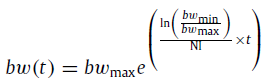 bw(t) = bw_max e^( ( ln( bw_min / bw_max ) / NI ) × t )